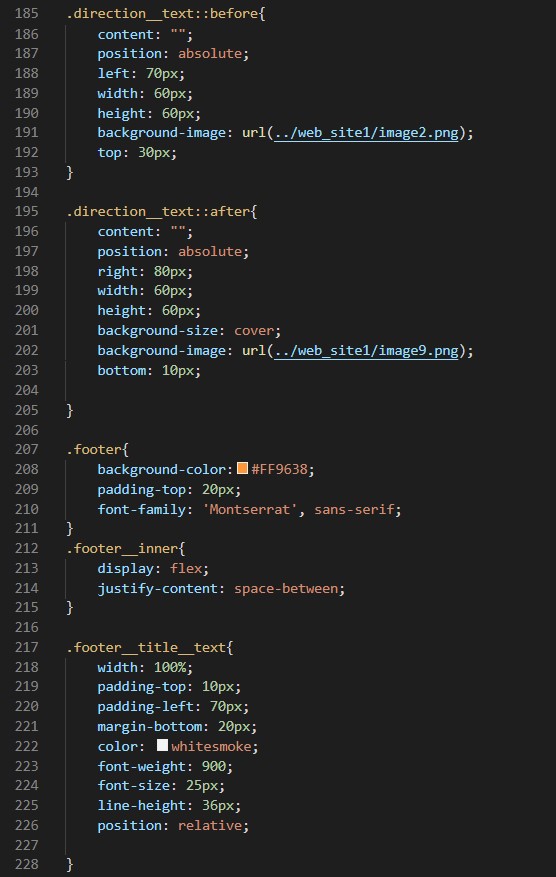 185 .direction__text::before{
186     content: "";
187     position: absolute;
188     left: 70px;
189     width: 60px;
190     height: 60px;
191     background-image: url(../web_site1/image2.png);
192     top: 30px;
193 }
194
195 .direction__text::after{
196     content: "";
197     position: absolute;
198     right: 80px;
199     width: 60px;
200     height: 60px;
201     background-size: cover;
202     background-image: url(../web_site1/image9.png);
203     bottom: 10px;
204
205 }
206
207 .footer{
208     background-color: #FF9638;
209     padding-top: 20px;
210     font-family: 'Montserrat', sans-serif;
211 }
212 .footer__inner{
213     display: flex;
214     justify-content: space-between;
215 }
216
217 .footer__title__text{
218     width: 100%;
219     padding-top: 10px;
220     padding-left: 70px;
221     margin-bottom: 20px;
222     color: whitesmoke;
223     font-weight: 900;
224     font-size: 25px;
225     line-height: 36px;
226     position: relative;
227
228 }